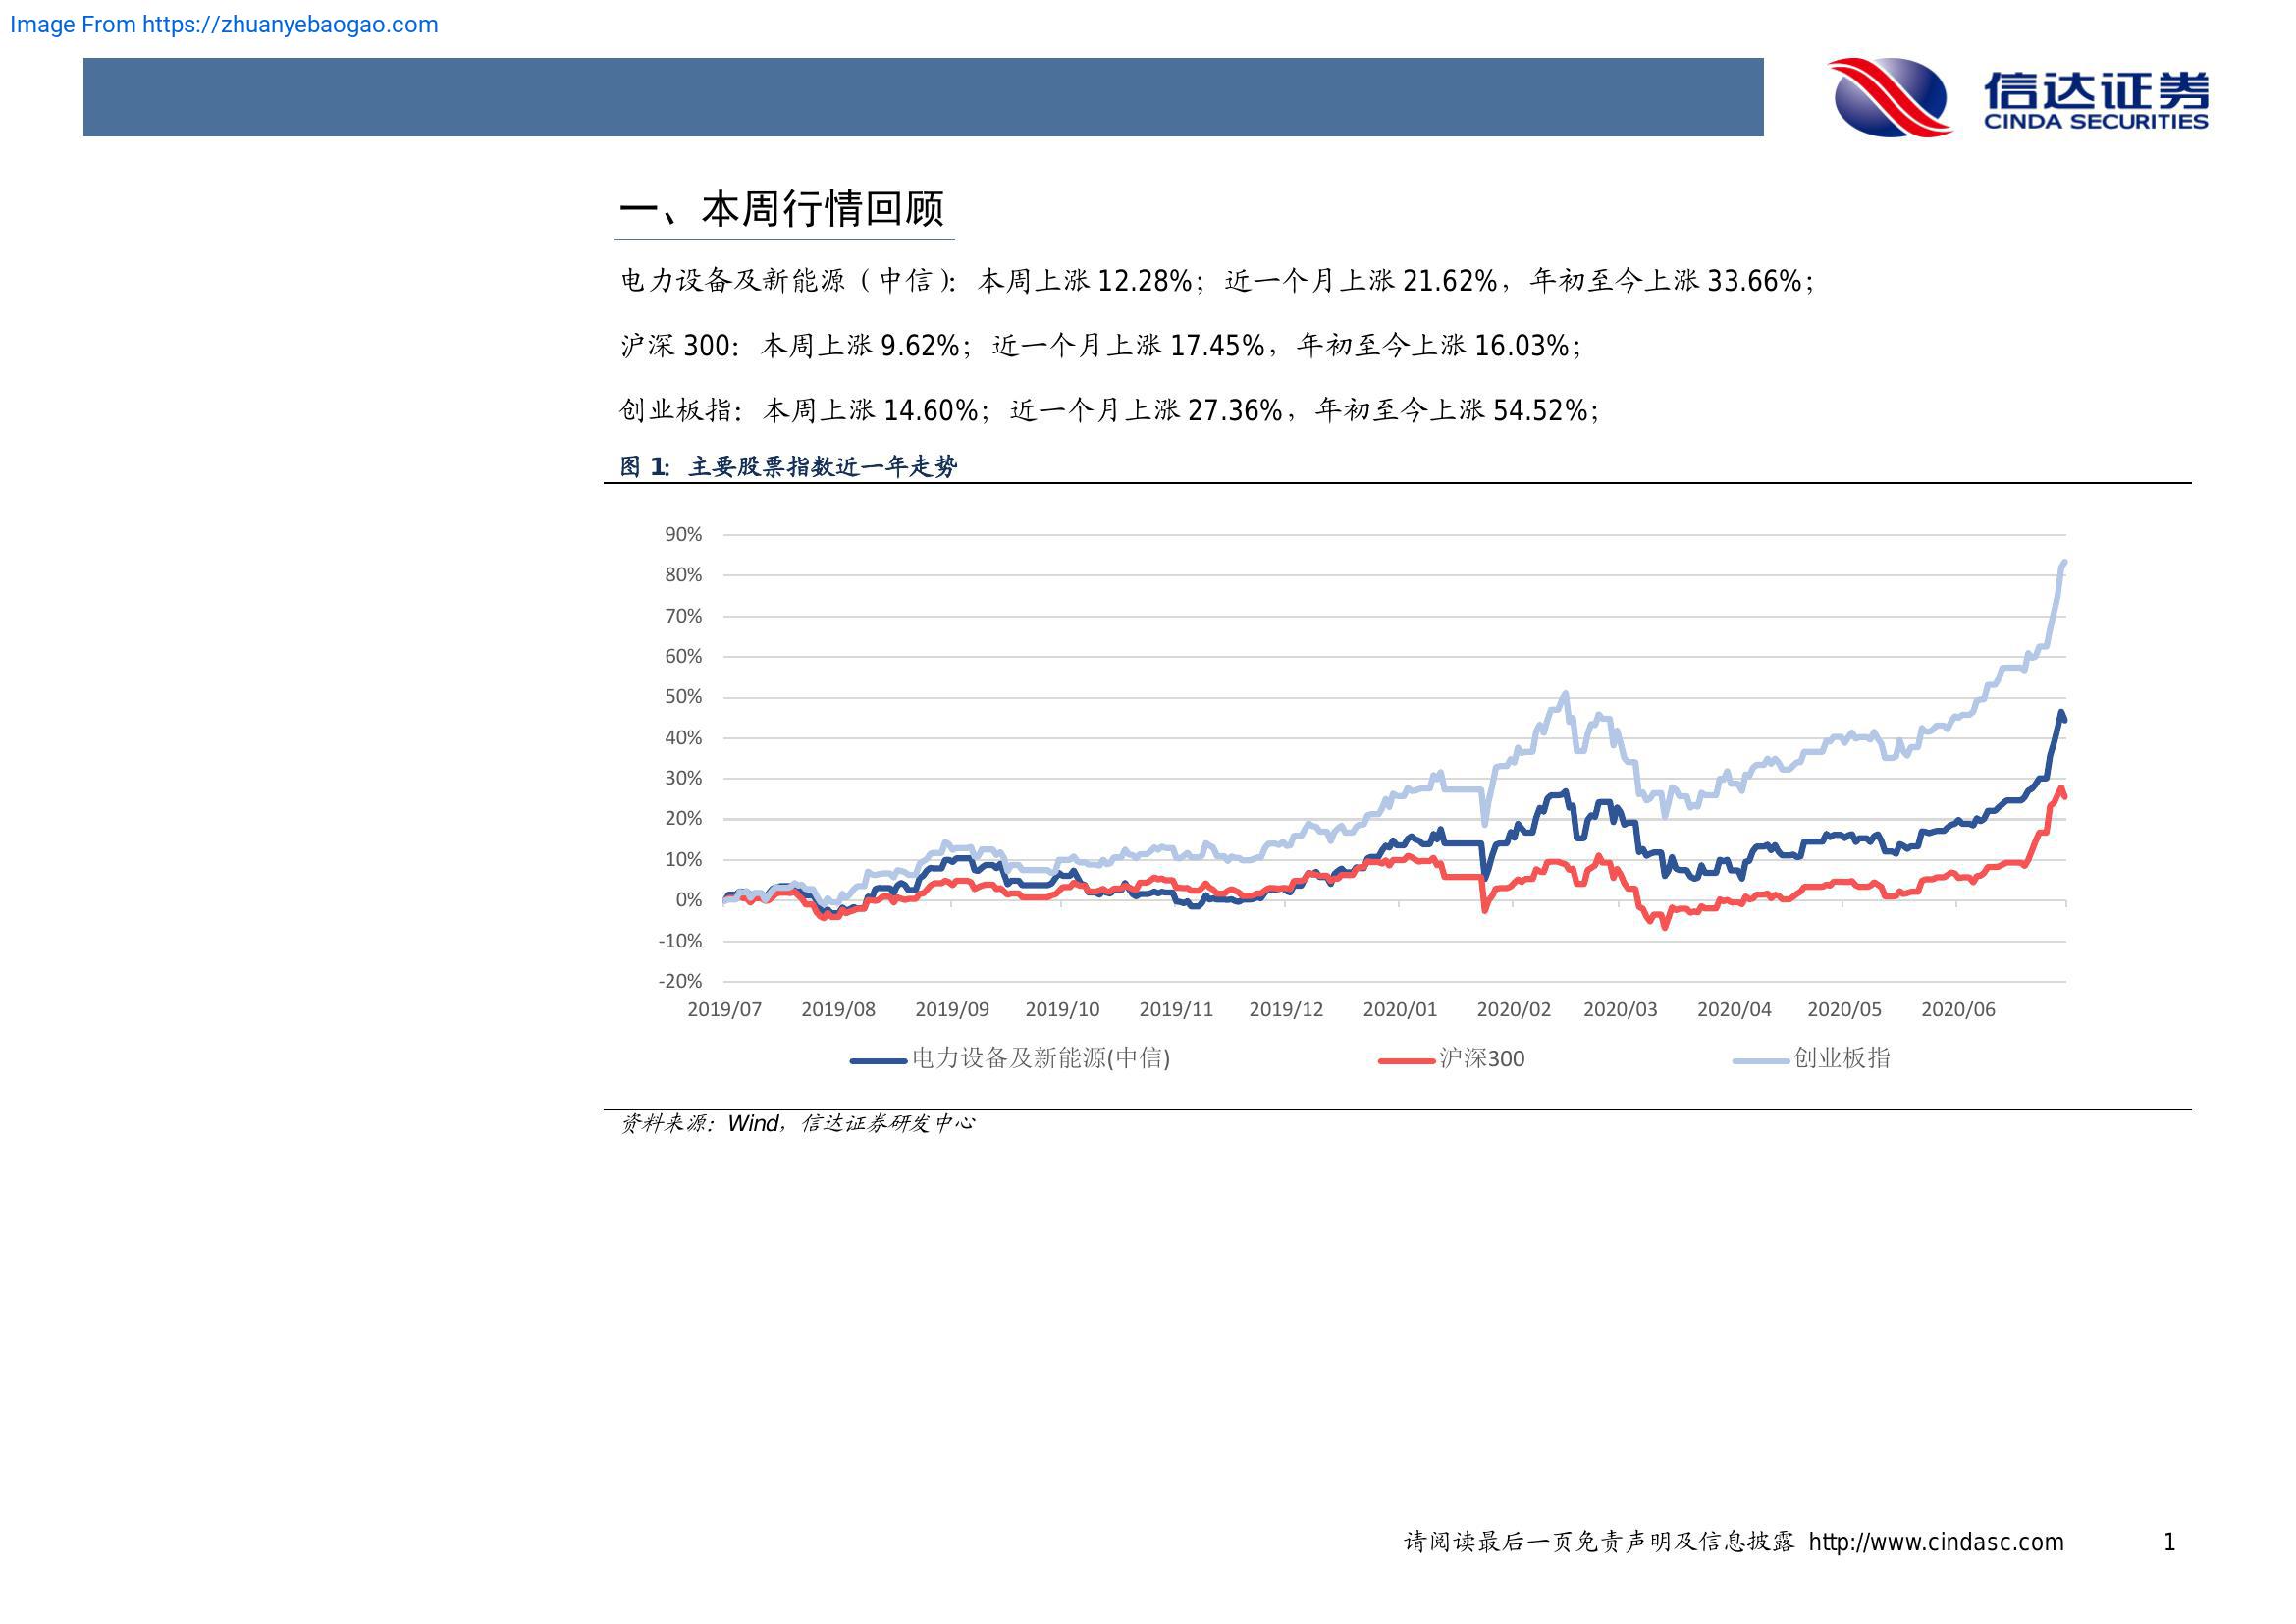 Image From https://zhuanyebaogao.com
信达证券
CINDA SECURITIES
一、本周行情回顾
电力设备及新能源（中信）：本周上涨 12.28%；近一个月上涨 21.62%，年初至今上涨 33.66%；
沪深 300：本周上涨 9.62%；近一个月上涨 17.45%，年初至今上涨 16.03%；
创业板指：本周上涨 14.60%；近一个月上涨 27.36%，年初至今上涨 54.52%；
图 1：主要股票指数近一年走势
90%
80%
70%
60%
50%
40%
30%
20%
10%
0%
-10%
-20%
2019/07 2019/08 2019/09 2019/10 2019/11 2019/12 2020/01 2020/02 2020/03 2020/04 2020/05 2020/06
电力设备及新能源(中信) 沪深300 创业板指
资料来源：Wind，信达证券研发中心
请阅读最后一页免责声明及信息披露 http://www.cindasc.com 1